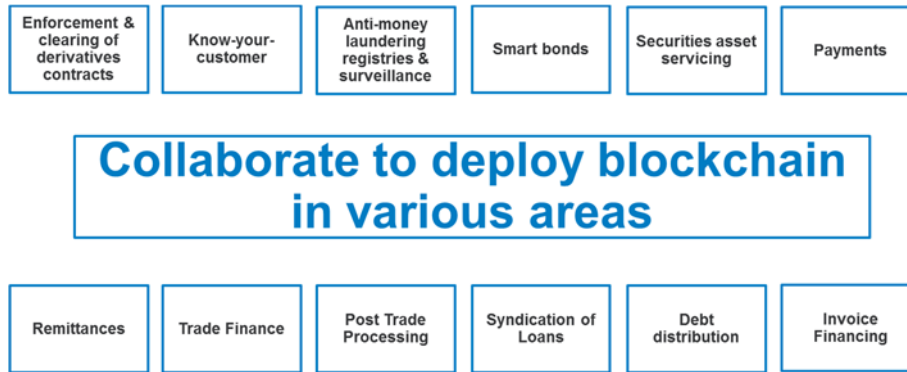 Enforcement &
clearing of
derivatives
contracts
Know-your-
customer
Anti-money
laundering
registries &
surveillance
Smart bonds
Securities asset
servicing
Payments
Collaborate to deploy blockchain
in various areas
Remittances
Trade Finance
Post Trade
Processing
Syndication of
Loans
Debt
distribution
Invoice
Financing